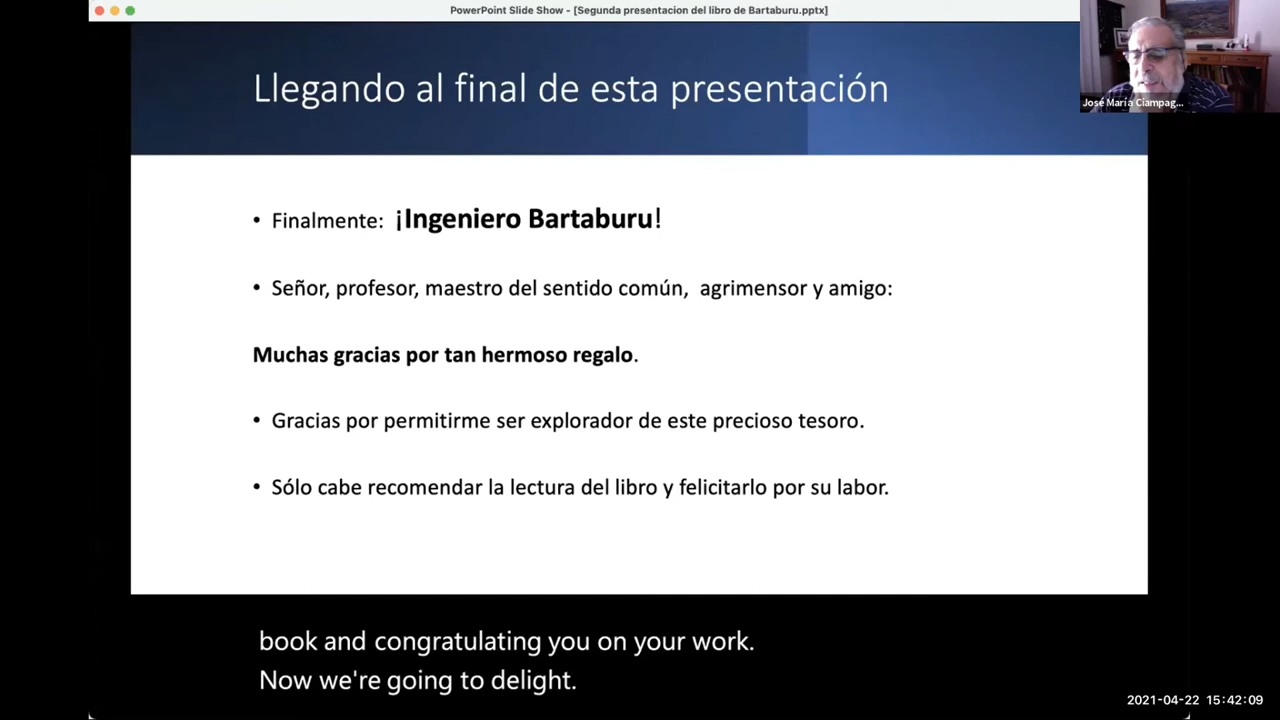 PowerPoint Slide Show - [Segunda presentacion del libro de Bartaburu.pptx]
José María Ciampag...
Llegando al final de esta presentación
• Finalmente: ¡Ingeniero Bartaburu!
• Señor, profesor, maestro del sentido común, agrimensor y amigo:
Muchas gracias por tan hermoso regalo.
• Gracias por permitirme ser explorador de este precioso tesoro.
• Sólo cabe recomendar la lectura del libro y felicitarlo por su labor.
book and congratulating you on your work.
Now we're going to delight.
2021-04-22 15:42:09